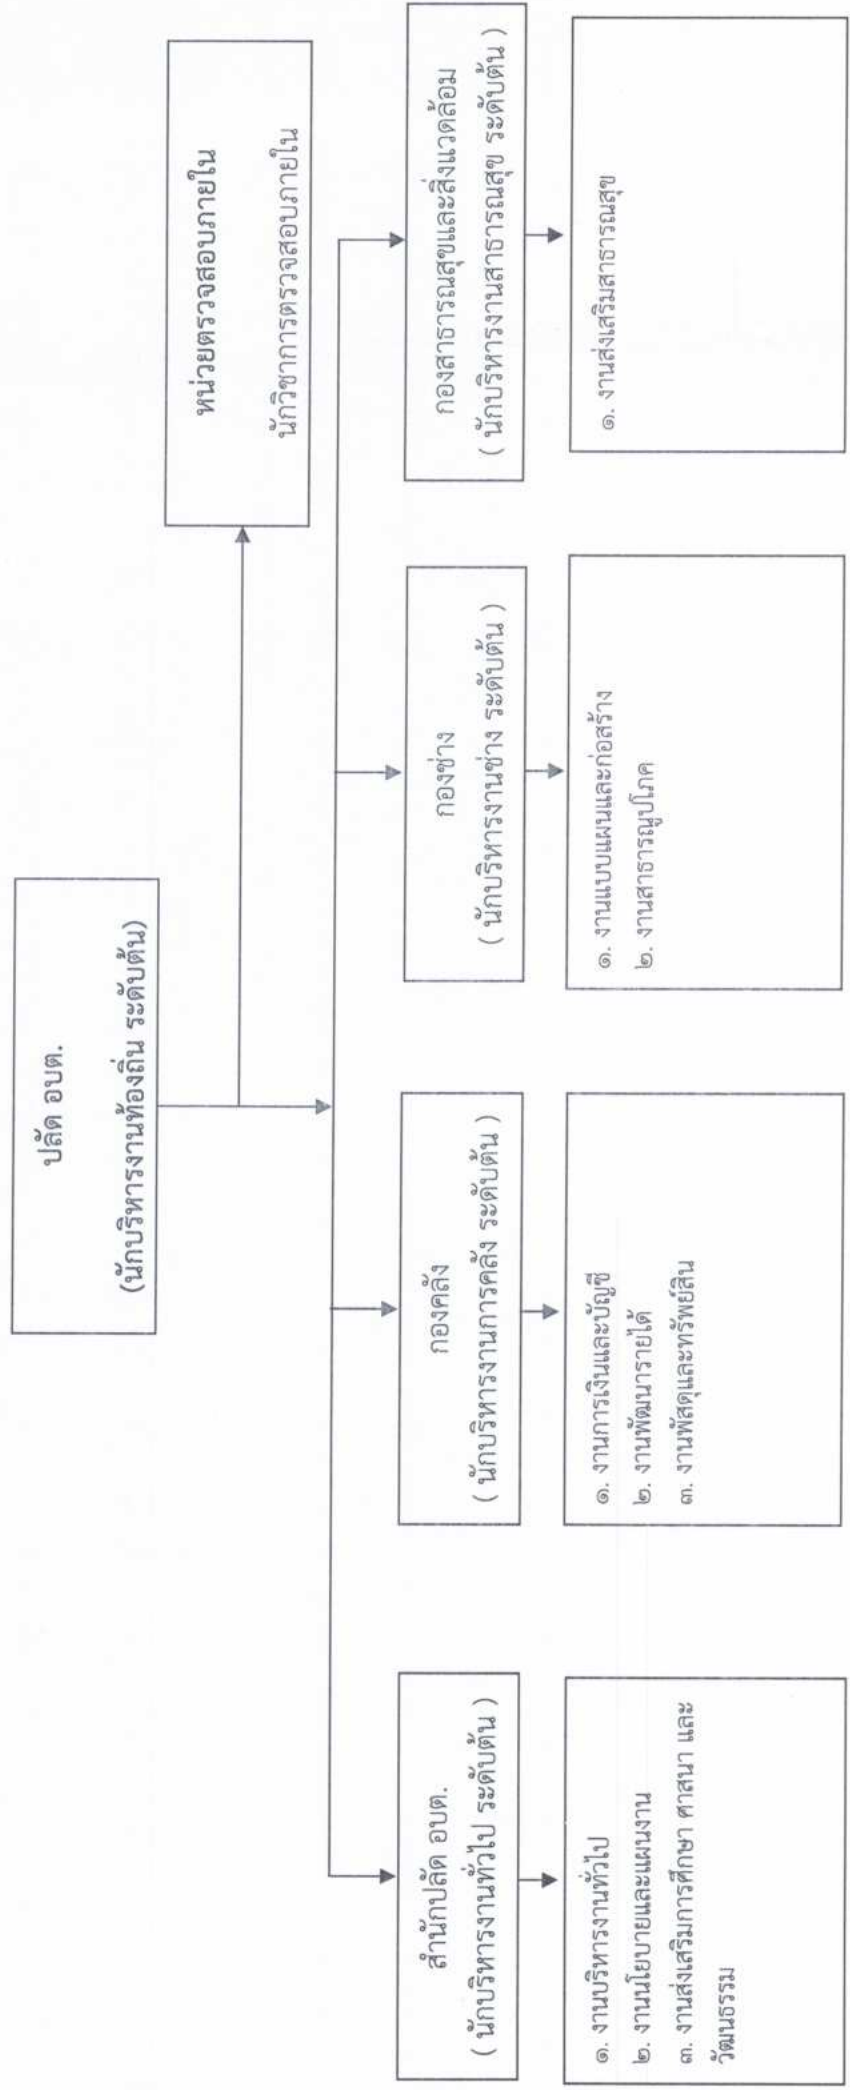 ปลัด อบต.
(นักบริหารงานท้องถิ่น ระดับต้น)
หน่วยตรวจสอบภายใน
นักวิชาการตรวจสอบภายใน
สำนักปลัด อบต.
( นักบริหารงานทั่วไป ระดับต้น )
กองคลัง
( นักบริหารงานการคลัง ระดับต้น )
กองช่าง
( นักบริหารงานช่าง ระดับต้น )
กองสาธารณสุขและสิ่งแวดล้อม
( นักบริหารงานสาธารณสุข ระดับต้น )
๑. งานบริหารงานทั่วไป
๒. งานนโยบายและแผนงาน
๓. งานส่งเสริมการศึกษา ศาสนา และ
วัฒนธรรม
๑. งานการเงินและบัญชี
๒. งานพัฒนารายได้
๓. งานพัสดุและทรัพย์สิน
๑. งานแบบแผนและก่อสร้าง
๒. งานสาธารณูปโภค
๑. งานส่งเสริมสาธารณสุข